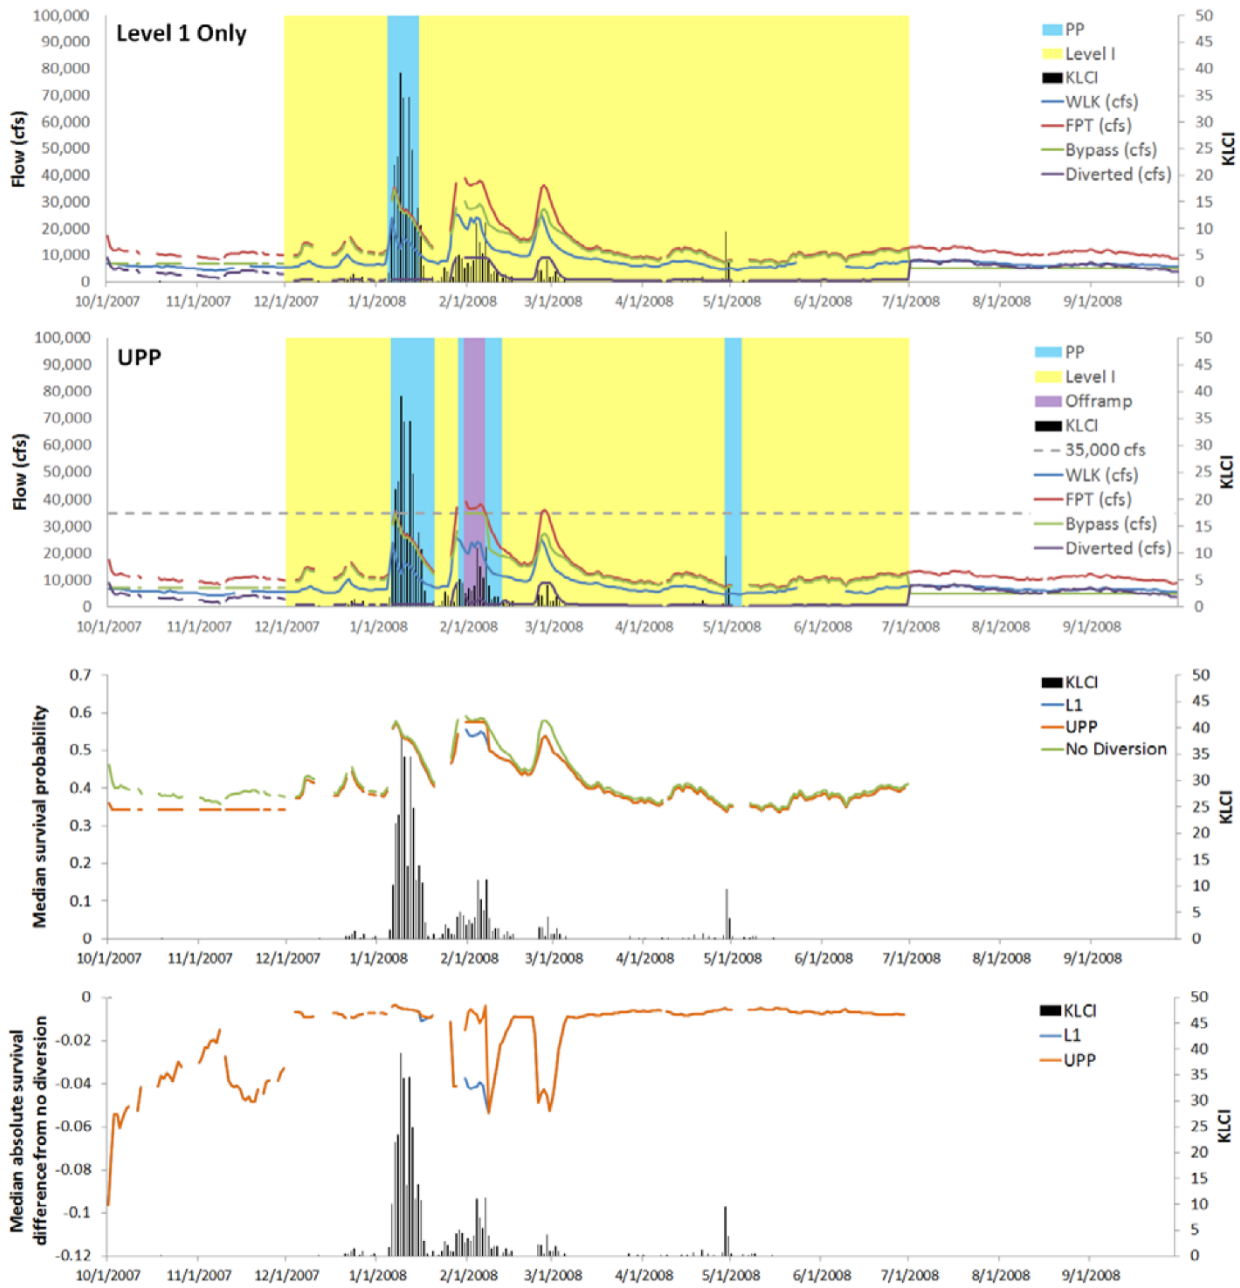 Level 1 Only
Flow (cfs)
100,000
90,000
80,000
70,000
60,000
50,000
40,000
30,000
20,000
10,000
0
10/1/2007 11/1/2007 12/1/2007 1/1/2008 2/1/2008 3/1/2008 4/1/2008 5/1/2008 6/1/2008 7/1/2008 8/1/2008 9/1/2008
50
45
40
35
30
25
20
15
10
5
0
KLCI
PP
Level I
KLCI
WLK (cfs)
FPT (cfs)
Bypass (cfs)
Diverted (cfs)
UPP
Flow (cfs)
100,000
90,000
80,000
70,000
60,000
50,000
40,000
30,000
20,000
10,000
0
10/1/2007 11/1/2007 12/1/2007 1/1/2008 2/1/2008 3/1/2008 4/1/2008 5/1/2008 6/1/2008 7/1/2008 8/1/2008 9/1/2008
50
45
40
35
30
25
20
15
10
5
0
KLCI
PP
Level I
Offramp
KLCI
35,000 cfs
WLK (cfs)
FPT (cfs)
Bypass (cfs)
Diverted (cfs)
Median survival probability
0.7
0.6
0.5
0.4
0.3
0.2
0.1
0
10/1/2007 11/1/2007 12/1/2007 1/1/2008 2/1/2008 3/1/2008 4/1/2008 5/1/2008 6/1/2008 7/1/2008 8/1/2008 9/1/2008
50
45
40
35
30
25
20
15
10
5
0
KLCI
KLCI
L1
UPP
No Diversion
Median absolute survival
difference from no diversion
0
-0.02
-0.04
-0.06
-0.08
-0.1
-0.12
10/1/2007 11/1/2007 12/1/2007 1/1/2008 2/1/2008 3/1/2008 4/1/2008 5/1/2008 6/1/2008 7/1/2008 8/1/2008 9/1/2008
50
45
40
35
30
25
20
15
10
5
0
KLCI
KLCI
L1
UPP